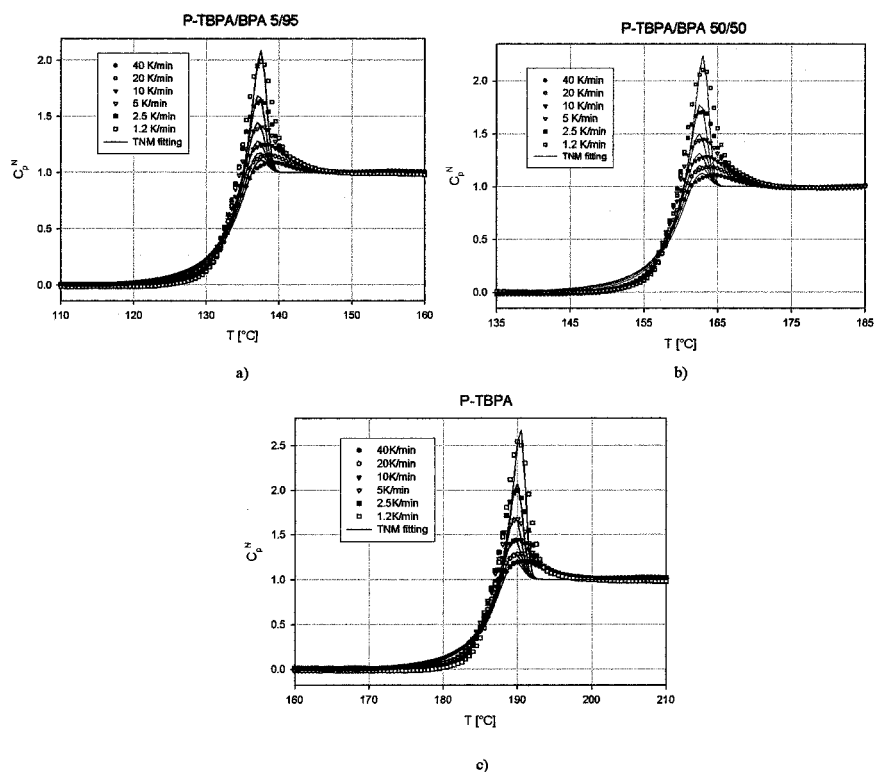 P-TBPA/BPA 5/95
40 K/min
20 K/min
10 K/min
5 K/min
2.5 K/min
1.2 K/min
TNM fitting
2.0
1.5
1.0
0.5
0.0
CpN
110 120 130 140 150 160
T [°C]
a)
P-TBPA/BPA 50/50
40 K/min
20 K/min
10 K/min
5 K/min
2.5 K/min
1.2 K/min
TNM fitting
2.0
1.5
1.0
0.5
0.0
CpN
135 145 155 165 175 185
T [°C]
b)
P-TBPA
40K/min
20K/min
10K/min
5K/min
2.5K/min
1.2K/min
TNM fitting
2.5
2.0
1.5
1.0
0.5
0.0
CpN
160 170 180 190 200 210
T [°C]
c)